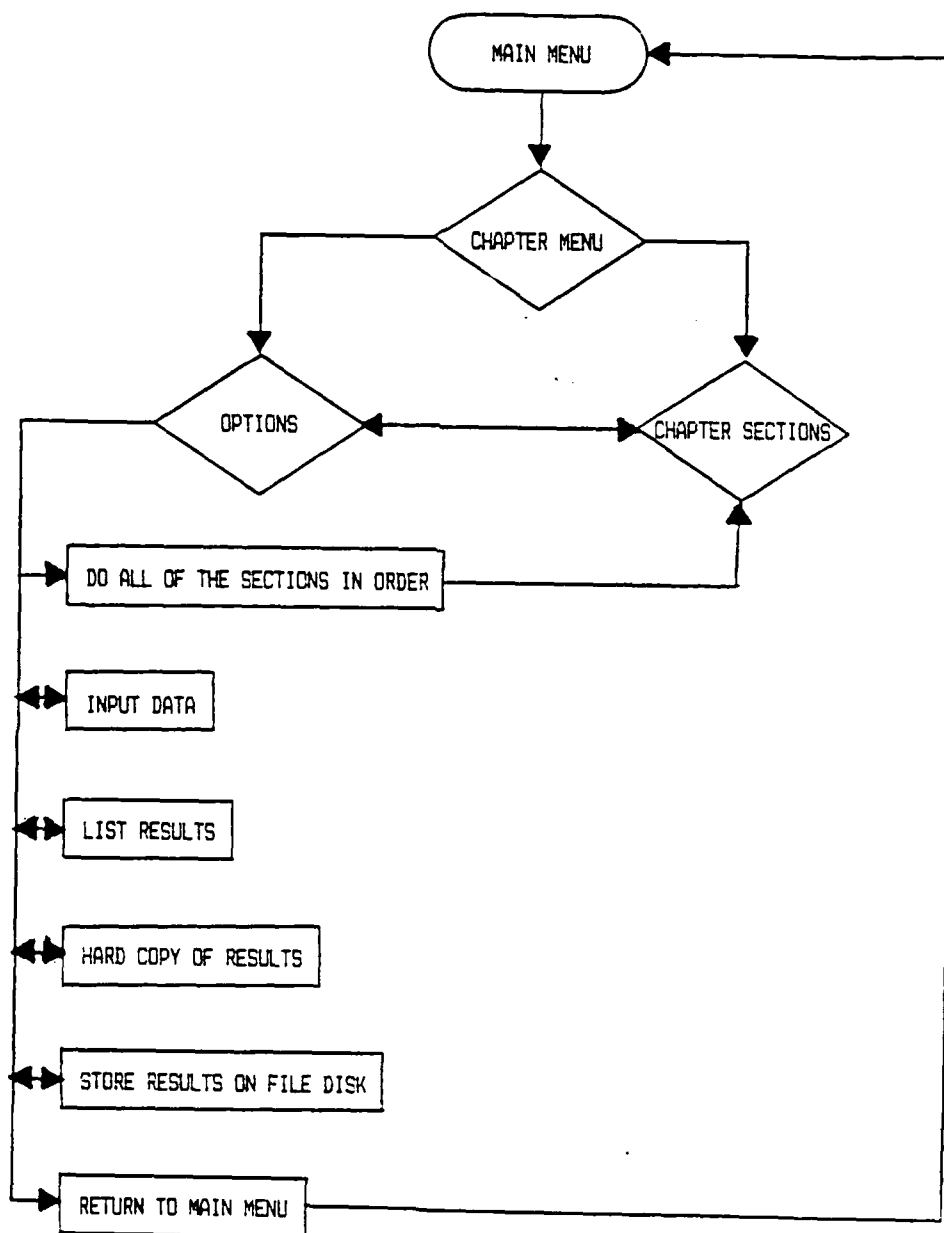 MAIN MENU
CHAPTER MENU
OPTIONS
CHAPTER SECTIONS
DO ALL OF THE SECTIONS IN ORDER
INPUT DATA
LIST RESULTS
HARD COPY OF RESULTS
STORE RESULTS ON FILE DISK
RETURN TO MAIN MENU